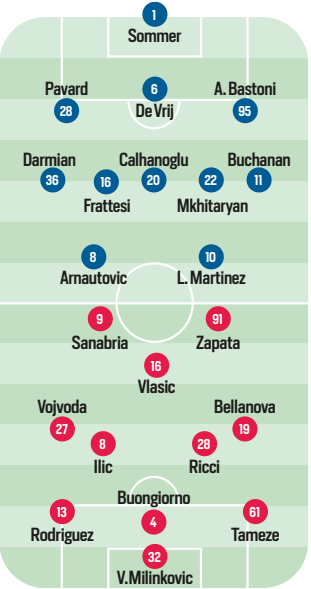 1
Sommer
Pavard 6 A. Bastoni
28 De Vrij 95
Darmian Calhanoglu Buchanan
36 16 20 22 11
Frattesi Mkhitaryan
8 10
Arnautovic L. Martinez
9 91
Sanabria Zapata
16
Vlasic
Vojvoda Bellanova
27 19
8 28
Ilic Ricci
Buongiorno
13 4 61
Rodriguez Tameze
32
V. Milinkovic